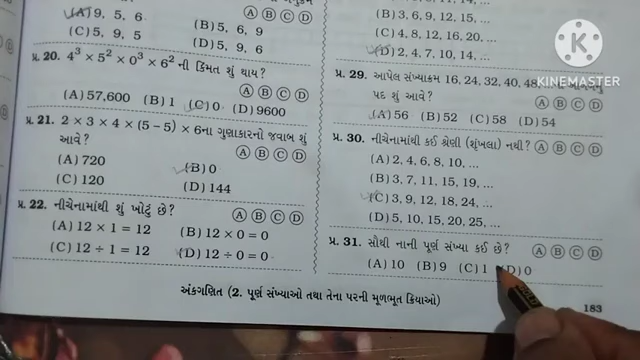 (A) 9, 5, 6
(B) 5, 6, 9
(C) 5, 9, 5
(D) 5, 9, 6
Ⓐ Ⓑ Ⓒ Ⓓ
પ્ર. 20. 4³ × 5² × 0³ × 6² ની કિંમત શું થાય?
Ⓐ Ⓑ Ⓒ Ⓓ
(A) 57,600 (B) 1 (C) 0 (D) 9600
પ્ર. 21. 2 × 3 × 4 × (5 – 5) × 6ના ગુણાકારનો જવાબ શું
આવે?
Ⓐ Ⓑ Ⓒ Ⓓ
(A) 720
(B) 0
(C) 120
(D) 144
પ્ર. 22. નીચેનામાંથી શું ખોટું છે?
Ⓐ Ⓑ Ⓒ Ⓓ
(A) 12 × 1 = 12
(B) 12 × 0 = 0
(C) 12 ÷ 1 = 12
(D) 12 ÷ 0 = 0
(B) 3, 6, 9, 12, 15, ...
(C) 4, 8, 12, 16, 20, ...
(D) 2, 4, 7, 10, 14, ...
પ્ર. 29. આપેલ સંખ્યાક્રમ 16, 24, 32, 40, 48,
પદ શું આવે?
Ⓐ Ⓑ Ⓒ Ⓓ
(A) 56 (B) 52 (C) 58 (D) 54
પ્ર. 30. નીચેનામાંથી કઈ શ્રેણી (શૃંખલા) નથી? Ⓐ Ⓑ Ⓒ Ⓓ
(A) 2, 4, 6, 8, 10, ...
(B) 3, 7, 11, 15, 19, ...
(C) 3, 9, 12, 18, 24, ...
(D) 5, 10, 15, 20, 25, ...
પ્ર. 31. સૌથી નાની પૂર્ણ સંખ્યા કઈ છે?
Ⓐ Ⓑ Ⓒ Ⓓ
(A) 10 (B) 9 (C) 1 (D) 0
અંકગણિત (2. પૂર્ણ સંખ્યાઓ તથા તેના પરની મૂળભૂત ક્રિયાઓ)
183
KINEMASTER